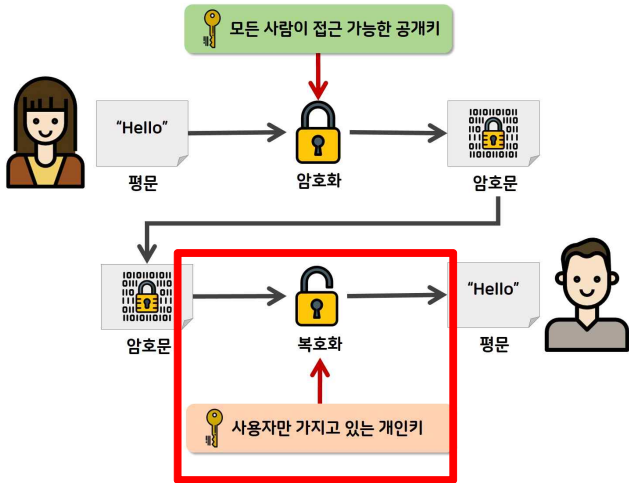 모든 사람이 접근 가능한 공개키
“Hello”
평문
암호화
암호문
암호문
복호화
“Hello”
평문
사용자만 가지고 있는 개인키